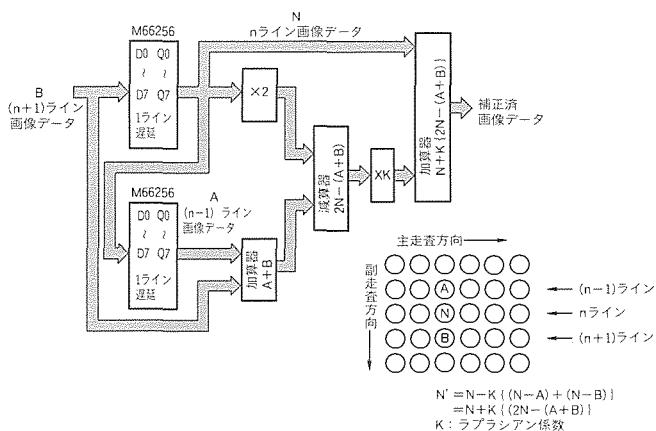 N
nライン画像データ
M66256
D0 Q0
~ ~
D7 Q7
1ライン
遅延
B
(n+1)ライン
画像データ
×2
減算器
2N−(A+B)
XK
加算器
N+K{2N−(A+B)}
補正済
画像データ
M66256
D0 Q0
~ ~
D7 Q7
1ライン
遅延
A
(n−1)ライン
画像データ
加算器
A+B
主走査方向
副走査方向
A
N
B
(n−1)ライン
nライン
(n+1)ライン
N'=N−K{(N−A)+(N−B)}
=N+K{(2N−(A+B)}
K:ラプラシアン係数